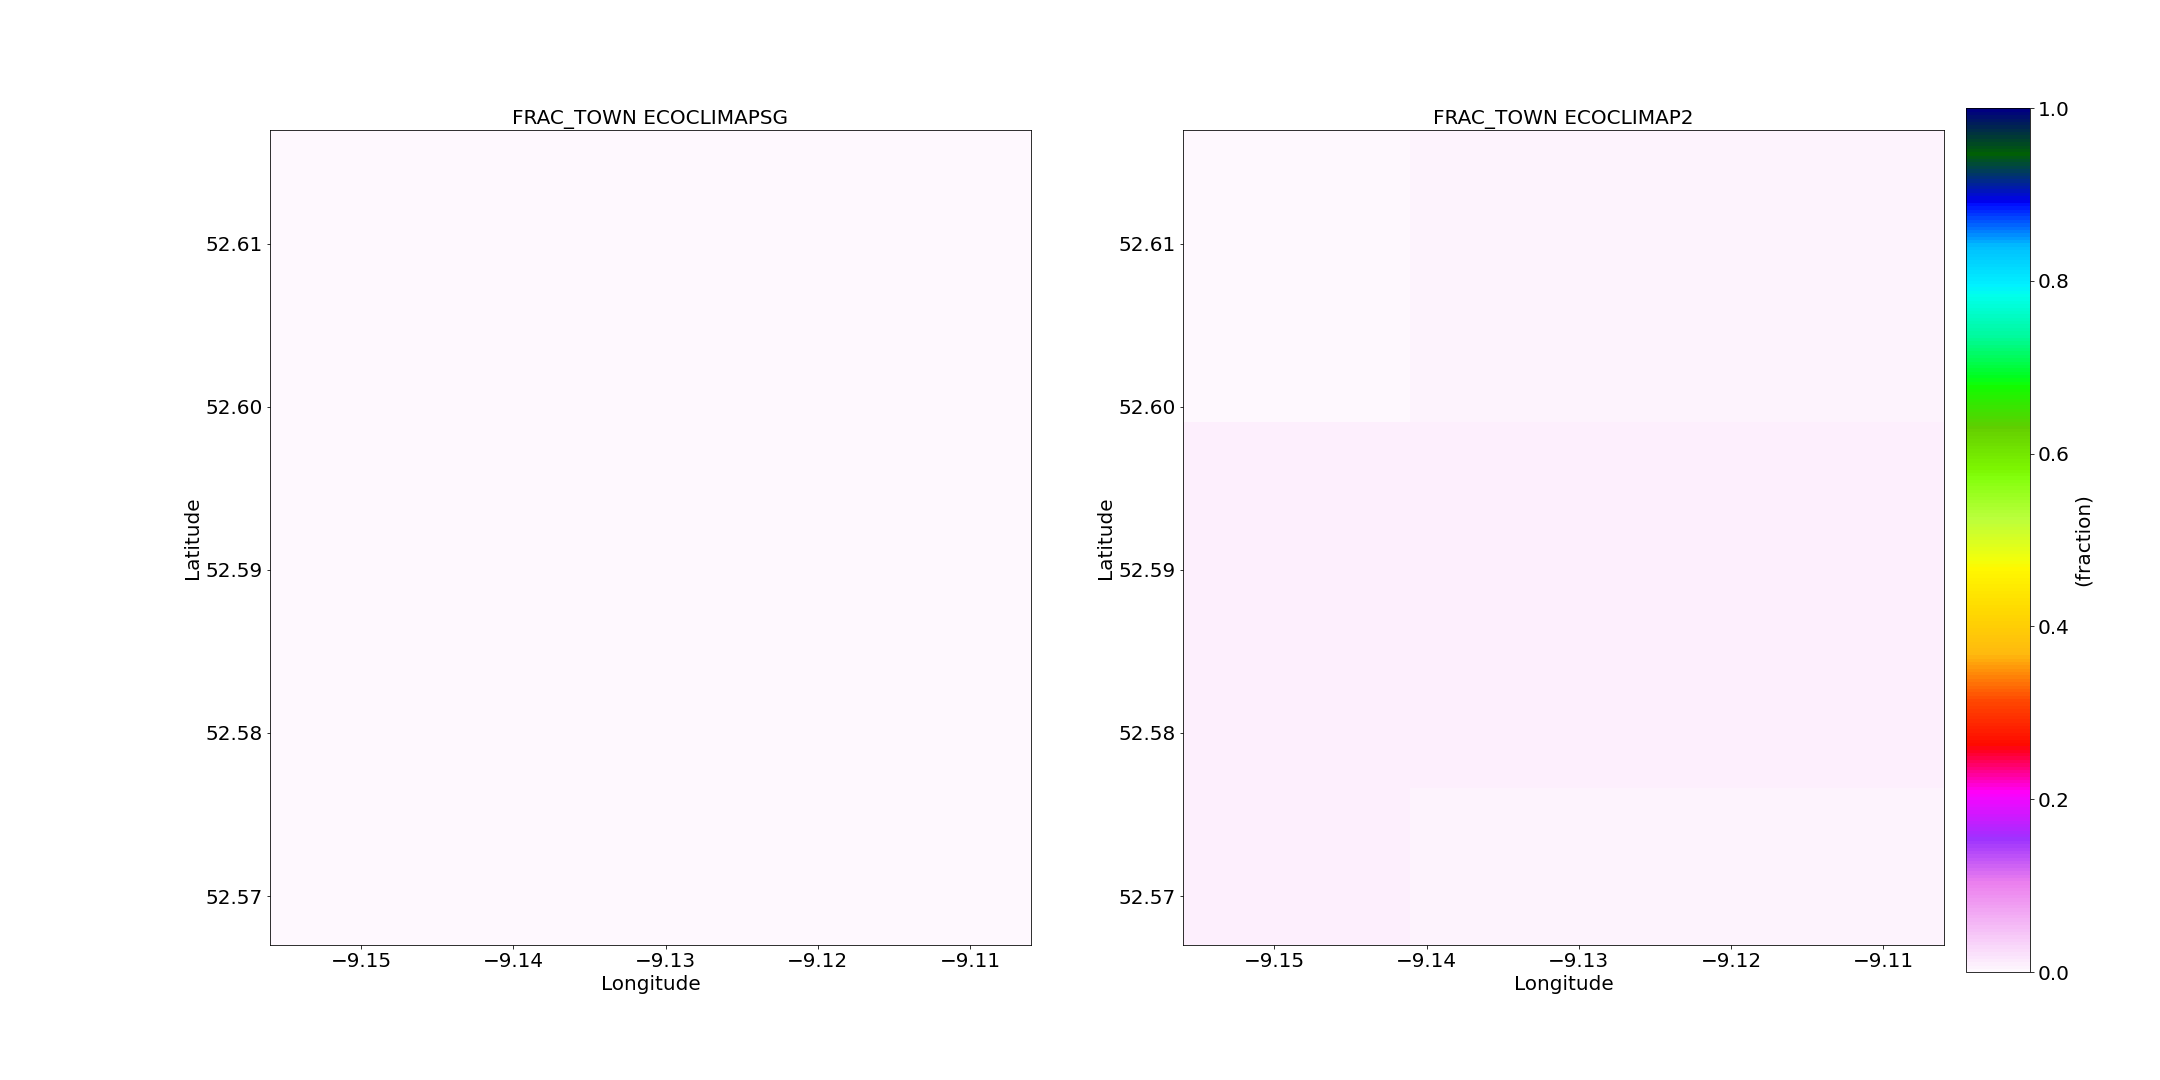 FRAC_TOWN ECOCLIMAPSG
52.61
52.60
52.59
52.58
52.57
Latitude
−9.15 −9.14 −9.13 −9.12 −9.11
Longitude
FRAC_TOWN ECOCLIMAP2
52.61
52.60
52.59
52.58
52.57
Latitude
−9.15 −9.14 −9.13 −9.12 −9.11
Longitude
1.0
0.8
0.6
0.4
0.2
0.0
(fraction)